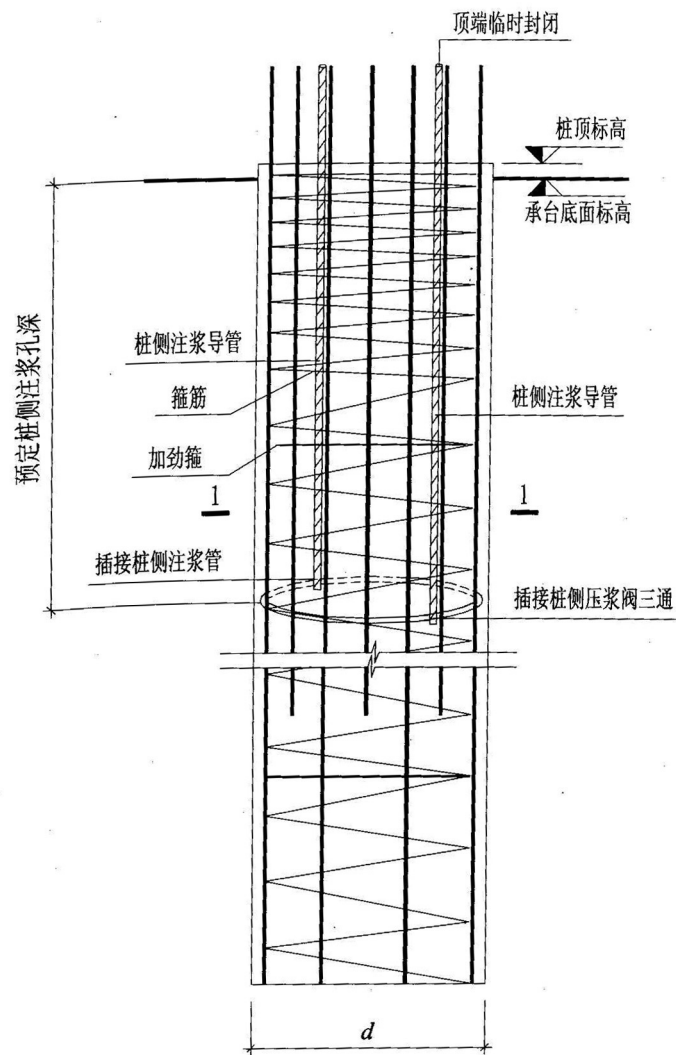 顶端临时封闭
桩顶标高
承台底面标高
预定桩侧注浆孔深
桩侧注浆导管
箍筋
桩侧注浆导管
加劲箍
1
1
插接桩侧注浆管
插接桩侧压浆阀三通
d